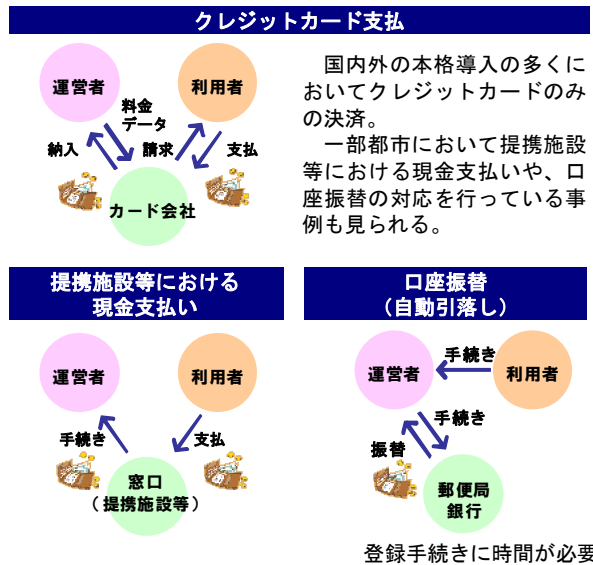 クレジットカード支払
運営者
利用者
料金
データ
納入
請求
支払
カード会社
　国内外の本格導入の多くに
おいてクレジットカードのみ
の決済。
　一部都市において提携施設
等における現金支払いや、口
座振替の対応を行っている事
例も見られる。
提携施設等における
現金支払い
運営者
利用者
手続き
支払
窓口
（提携施設等）
口座振替
（自動引落し）
運営者
手続き
利用者
手続き
振替
郵便局
銀行
登録手続きに時間が必要